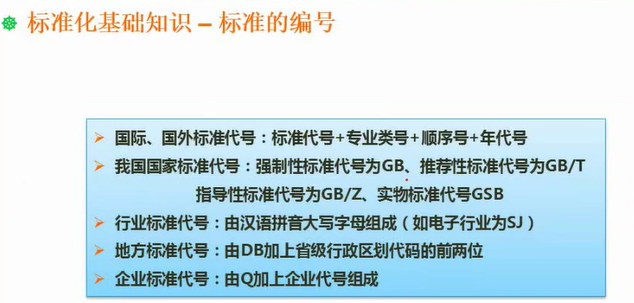 标准化基础知识 – 标准的编号
国际、国外标准代号：标准代号+专业类号+顺序号+年代号
我国国家标准代号：强制性标准代号为GB、推荐性标准代号为GB/T
指导性标准代号为GB/Z、实物标准代号GSB
行业标准代号：由汉语拼音大写字母组成（如电子行业为SJ）
地方标准代号：由DB加上省级行政区划代码的前两位
企业标准代号：由Q加上企业代号组成